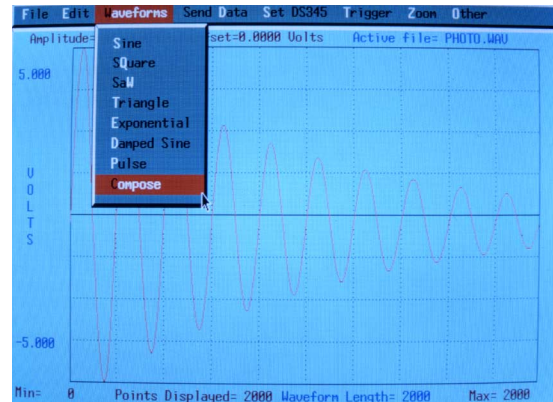 File Edit Waveforms Send Data Set DS345 Trigger Zoom Other
Amplitude= set=0.0000 Volts Active file= PHOTO.WAV
Sine
SQuare
SaW
Triangle
Exponential
Damped Sine
Pulse
Compose
5.000
VOLTS
-5.000
Min= 0 Points Displayed= 2000 Waveform Length= 2000 Max= 2000